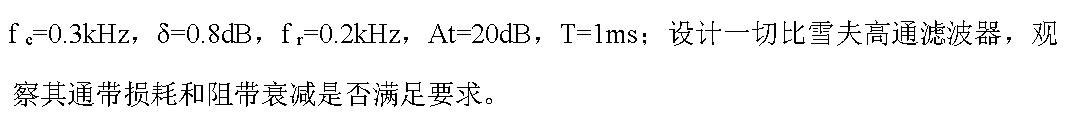 f c=0.3kHz，δ=0.8dB，f r=0.2kHz，At=20dB，T=1ms；设计一切比雪夫高通滤波器，观
察其通带损耗和阻带衰减是否满足要求。